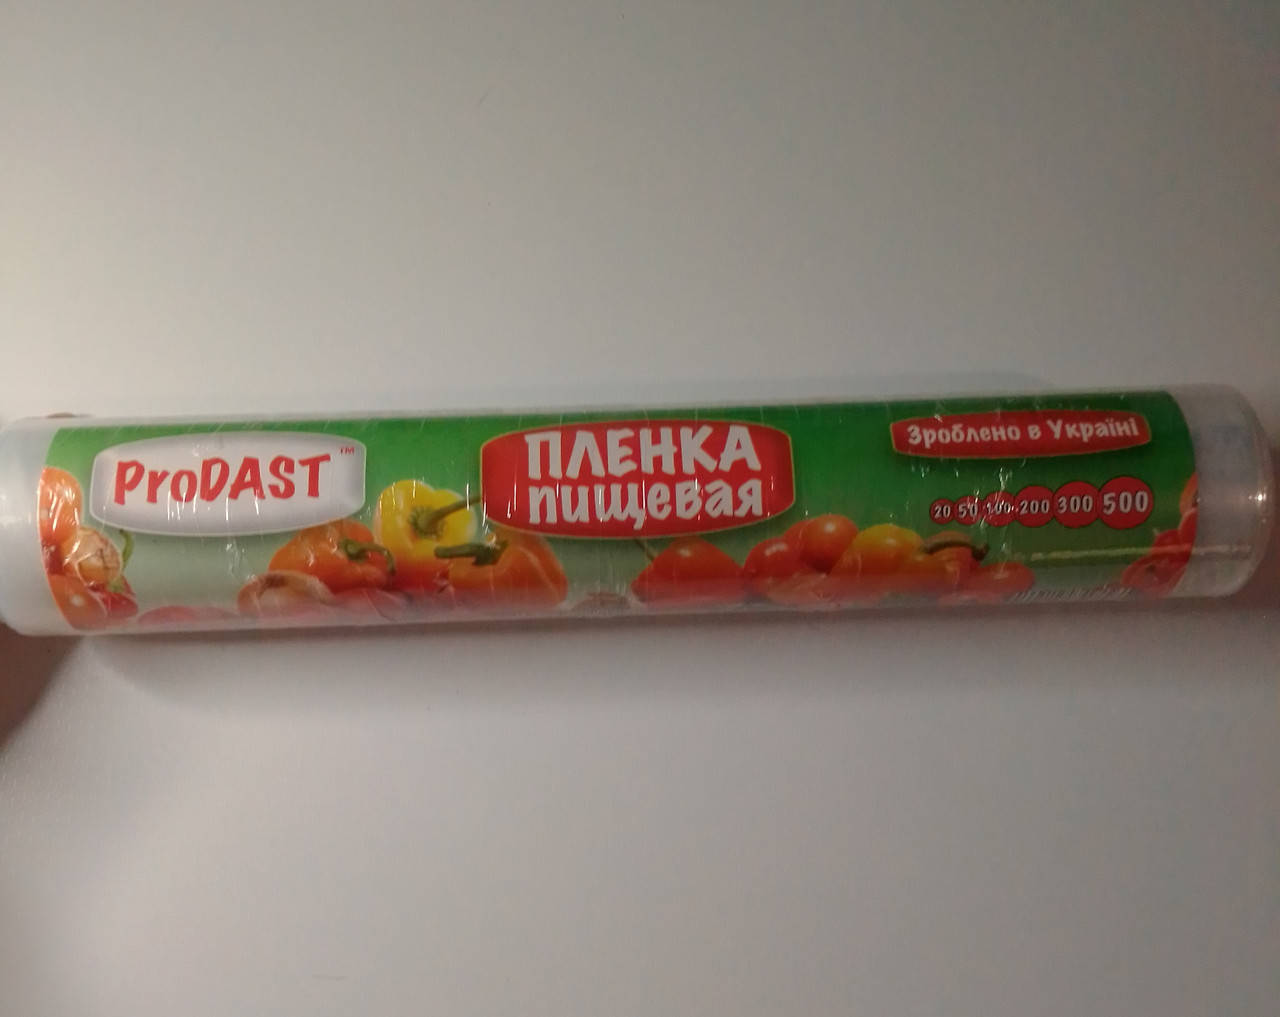 ProDAST™
ПЛЕНКА
пищевая
Зроблено в Україні
20 50 100 200 300 500